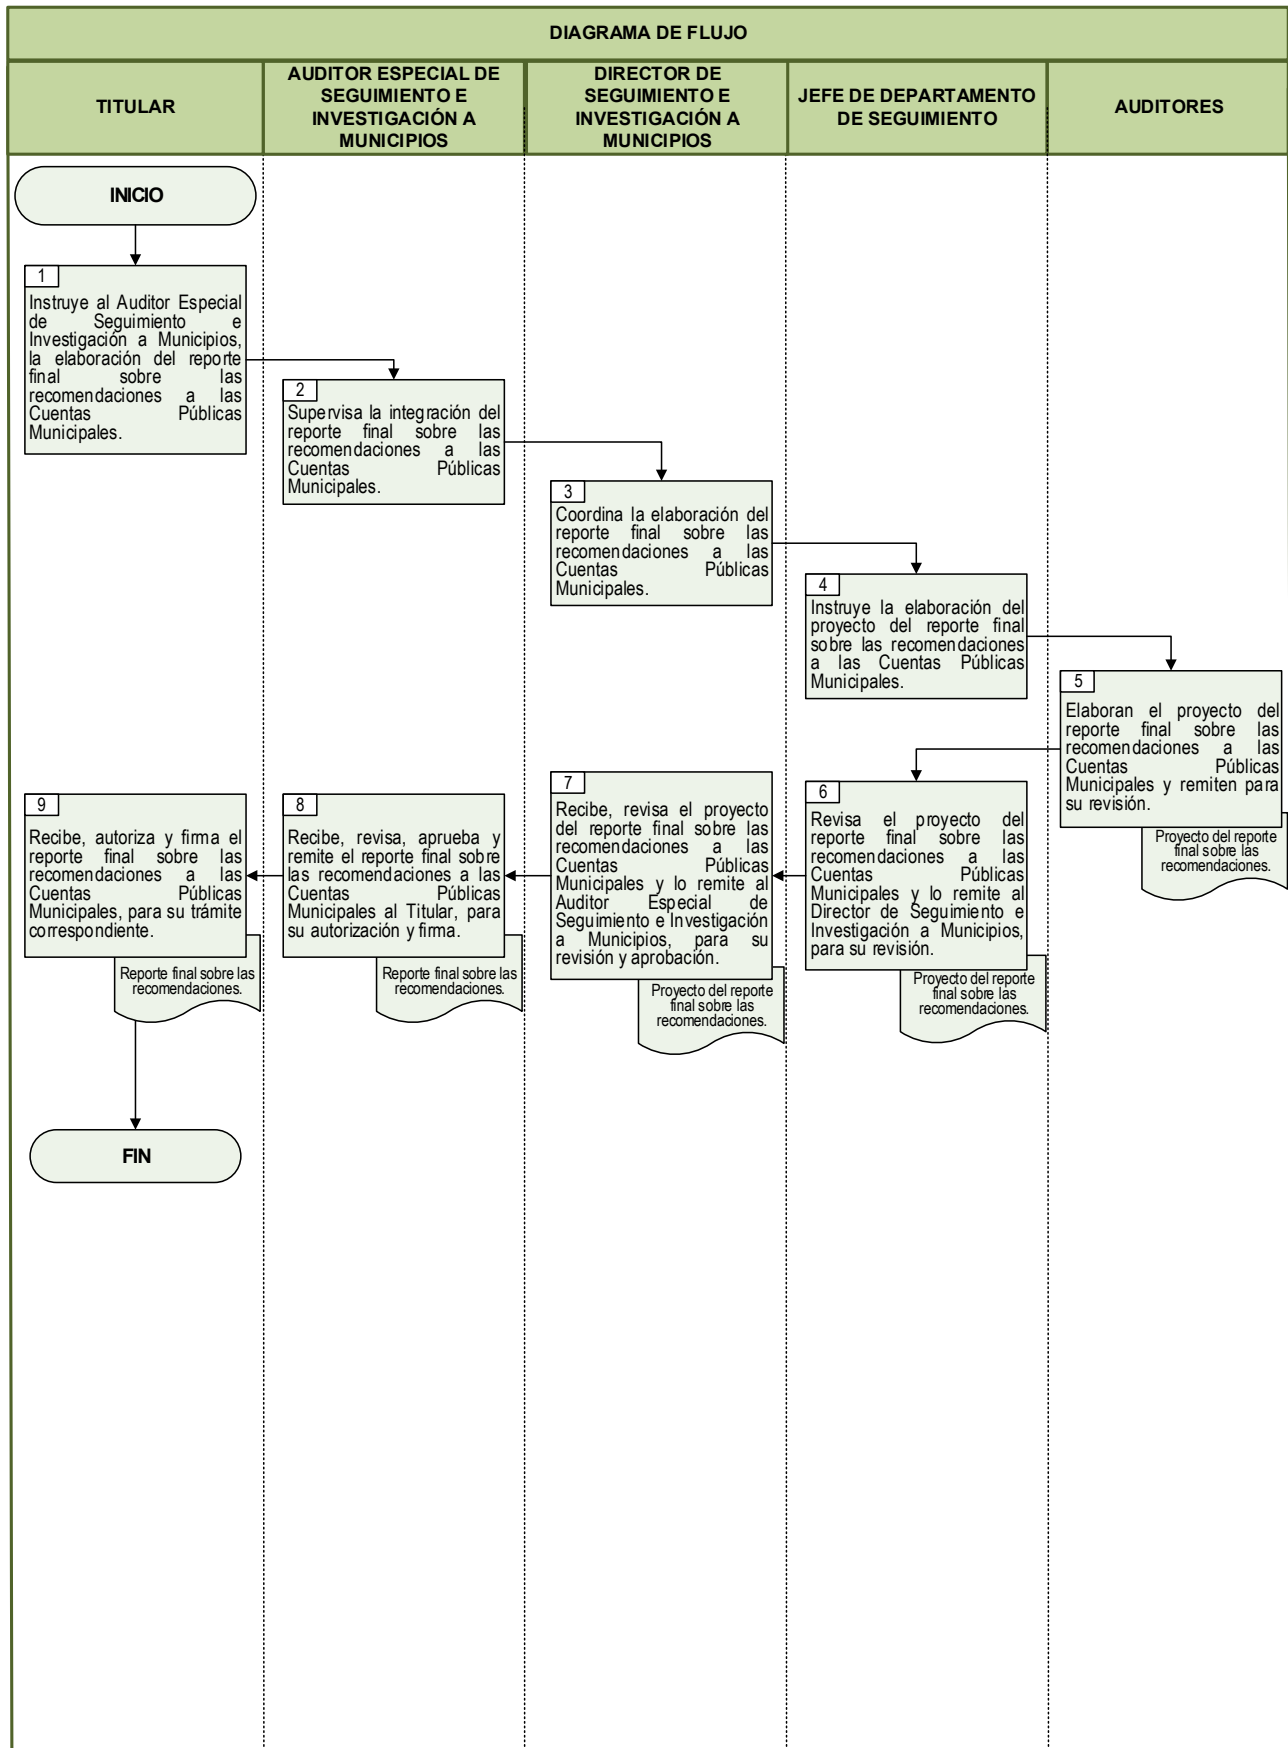 DIAGRAMA DE FLUJO
TITULAR
AUDITOR ESPECIAL DE
SEGUIMIENTO E
INVESTIGACIÓN A
MUNICIPIOS
DIRECTOR DE
SEGUIMIENTO E
INVESTIGACIÓN A
MUNICIPIOS
JEFE DE DEPARTAMENTO
DE SEGUIMIENTO
AUDITORES
INICIO
1
Instruye al Auditor Especial
de Seguimiento e
Investigación a Municipios,
la elaboración del reporte
final sobre las
recomendaciones a las
Cuentas Públicas
Municipales.
2
Supervisa la integración del
reporte final sobre las
recomendaciones a las
Cuentas Públicas
Municipales.
3
Coordina la elaboración del
reporte final sobre las
recomendaciones a las
Cuentas Públicas
Municipales.
4
Instruye la elaboración del
proyecto del reporte final
sobre las recomendaciones
a las Cuentas Públicas
Municipales.
5
Elaboran el proyecto del
reporte final sobre las
recomendaciones a las
Cuentas Públicas
Municipales y remiten para
su revisión.
Proyecto del reporte
final sobre las
recomendaciones.
6
Revisa el proyecto del
reporte final sobre las
recomendaciones a las
Cuentas Públicas
Municipales y lo remite al
Director de Seguimiento e
Investigación a Municipios,
para su revisión.
Proyecto del reporte
final sobre las
recomendaciones.
7
Recibe, revisa el proyecto
del reporte final sobre las
recomendaciones a las
Cuentas Públicas
Municipales y lo remite al
Auditor Especial de
Seguimiento e Investigación
a Municipios, para su
revisión y aprobación.
Proyecto del reporte
final sobre las
recomendaciones.
8
Recibe, revisa, aprueba y
remite el reporte final sobre
las recomendaciones a las
Cuentas Públicas
Municipales al Titular, para
su autorización y firma.
Reporte final sobre las
recomendaciones.
9
Recibe, autoriza y firma el
reporte final sobre las
recomendaciones a las
Cuentas Públicas
Municipales, para su trámite
correspondiente.
Reporte final sobre las
recomendaciones.
FIN